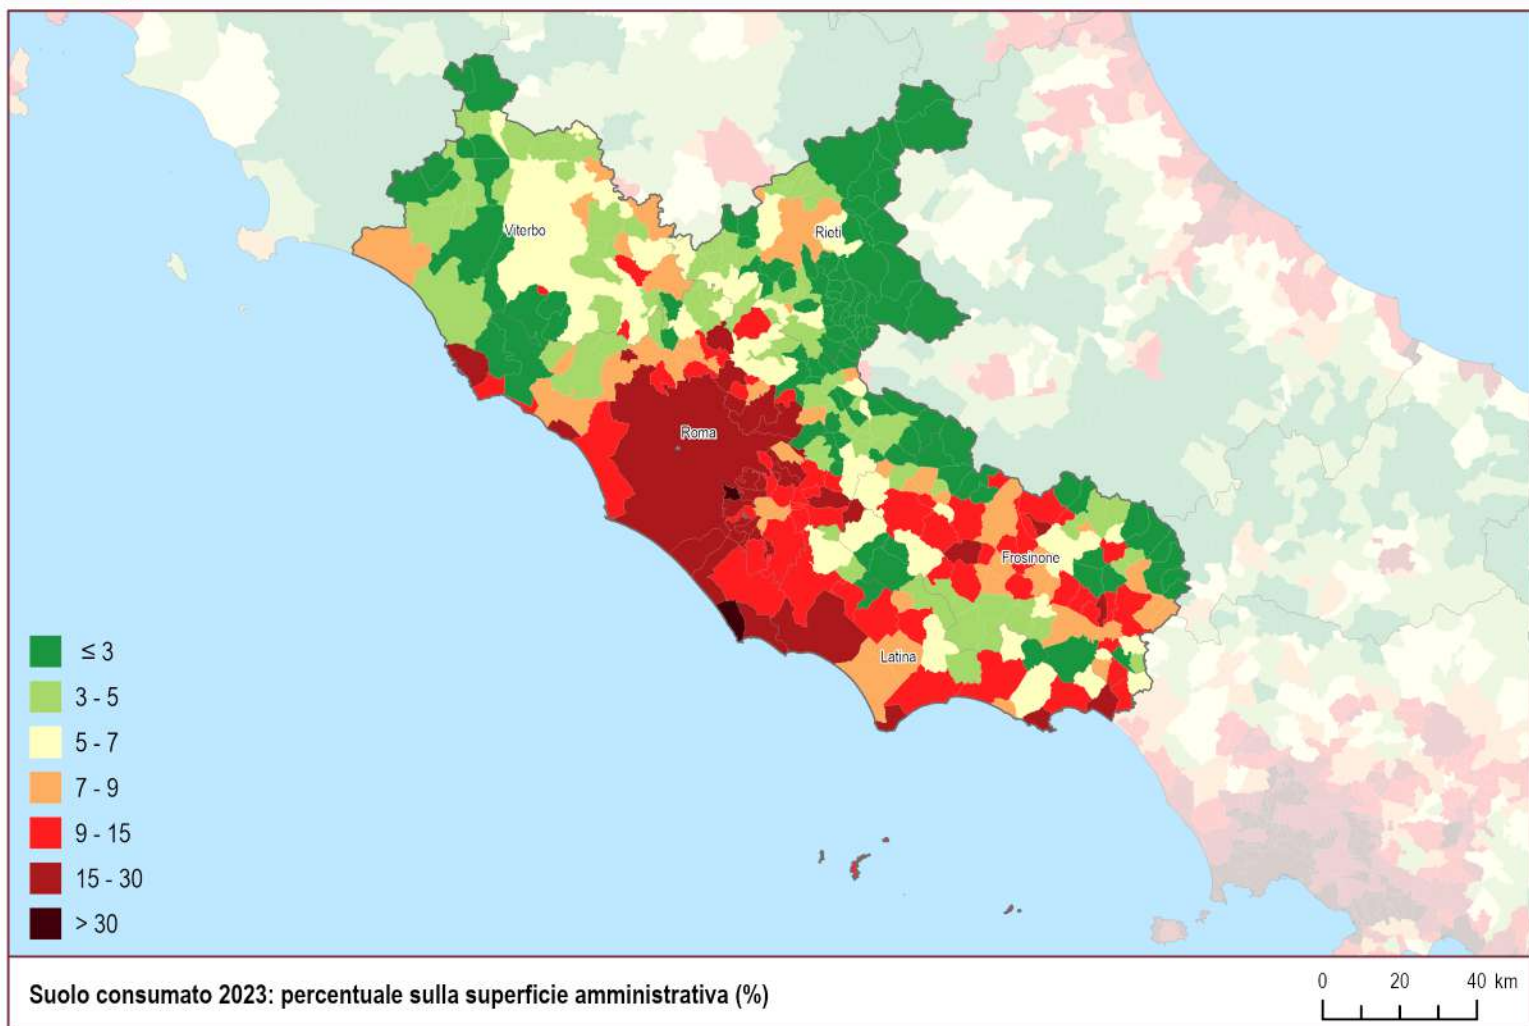 Viterbo
Rieti
Roma
Frosinone
Latina
≤ 3
3 - 5
5 - 7
7 - 9
9 - 15
15 - 30
> 30
Suolo consumato 2023: percentuale sulla superficie amministrativa (%)
0 20 40 km